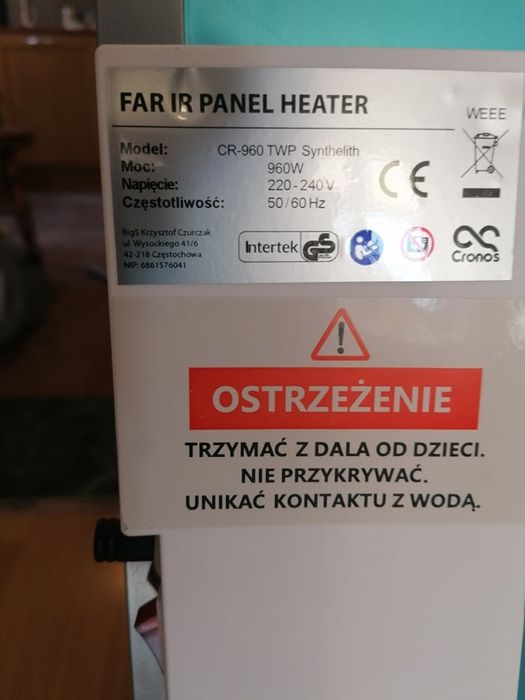 FAR IR PANEL HEATER
WEEE
Model: CR-960 TWP Synthelith
Moc: 960W
Napięcie: 220-240V
Częstotliwość: 50/60 Hz
CE
BigS Krzysztof Czurczak
ul. Wysockiego 41/6
42-218 Częstochowa
NIP: 6861576041
Intertek GS
Cronos
OSTRZEŻENIE
TRZYMAĆ Z DALA OD DZIECI.
NIE PRZYKRYWAĆ.
UNIKAĆ KONTAKTU Z WODĄ.